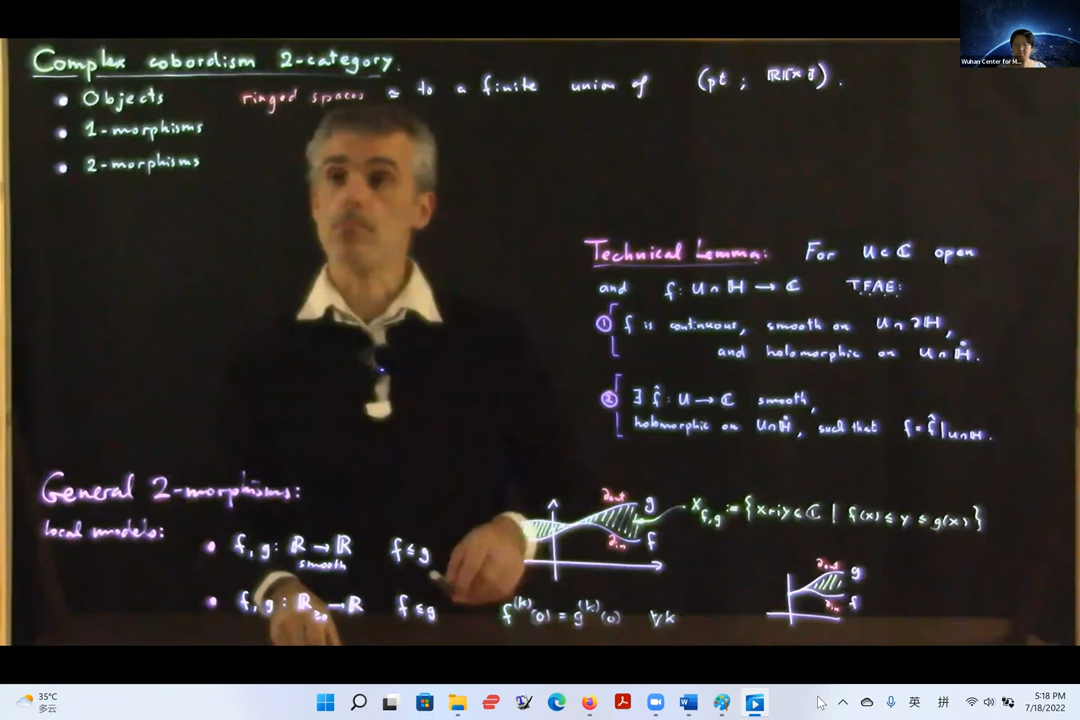 Wuhan Center for M...
Complex cobordism 2-category.
• Objects ringed spaces ≃ to a finite union of (pt ; ℝ[[x]]).
• 1-morphisms
• 2-morphisms
Technical Lemma: For U⊂ℂ open
and f: U∩ℍ → ℂ TFAE:
① f is continuous, smooth on U∩∂ℍ,
and holomorphic on U∩ℍ̊.
② ∃ f̂: U→ℂ smooth,
holomorphic on U∩ℍ̊, such that f=f̂|U∩ℍ.
General 2-morphisms:
local models:
• f, g: ℝ→ℝ smooth f≤g
∂out g
∂in f
X_{f,g} := {x+iy∈ℂ | f(x)≤y≤g(x)}
• f, g: ℝ≥0→ℝ f≤g f^{(k)}(0) = g^{(k)}(0) ∀k
∂out g
∂in f
35°C
多云
英
拼
5:18 PM
7/18/2022